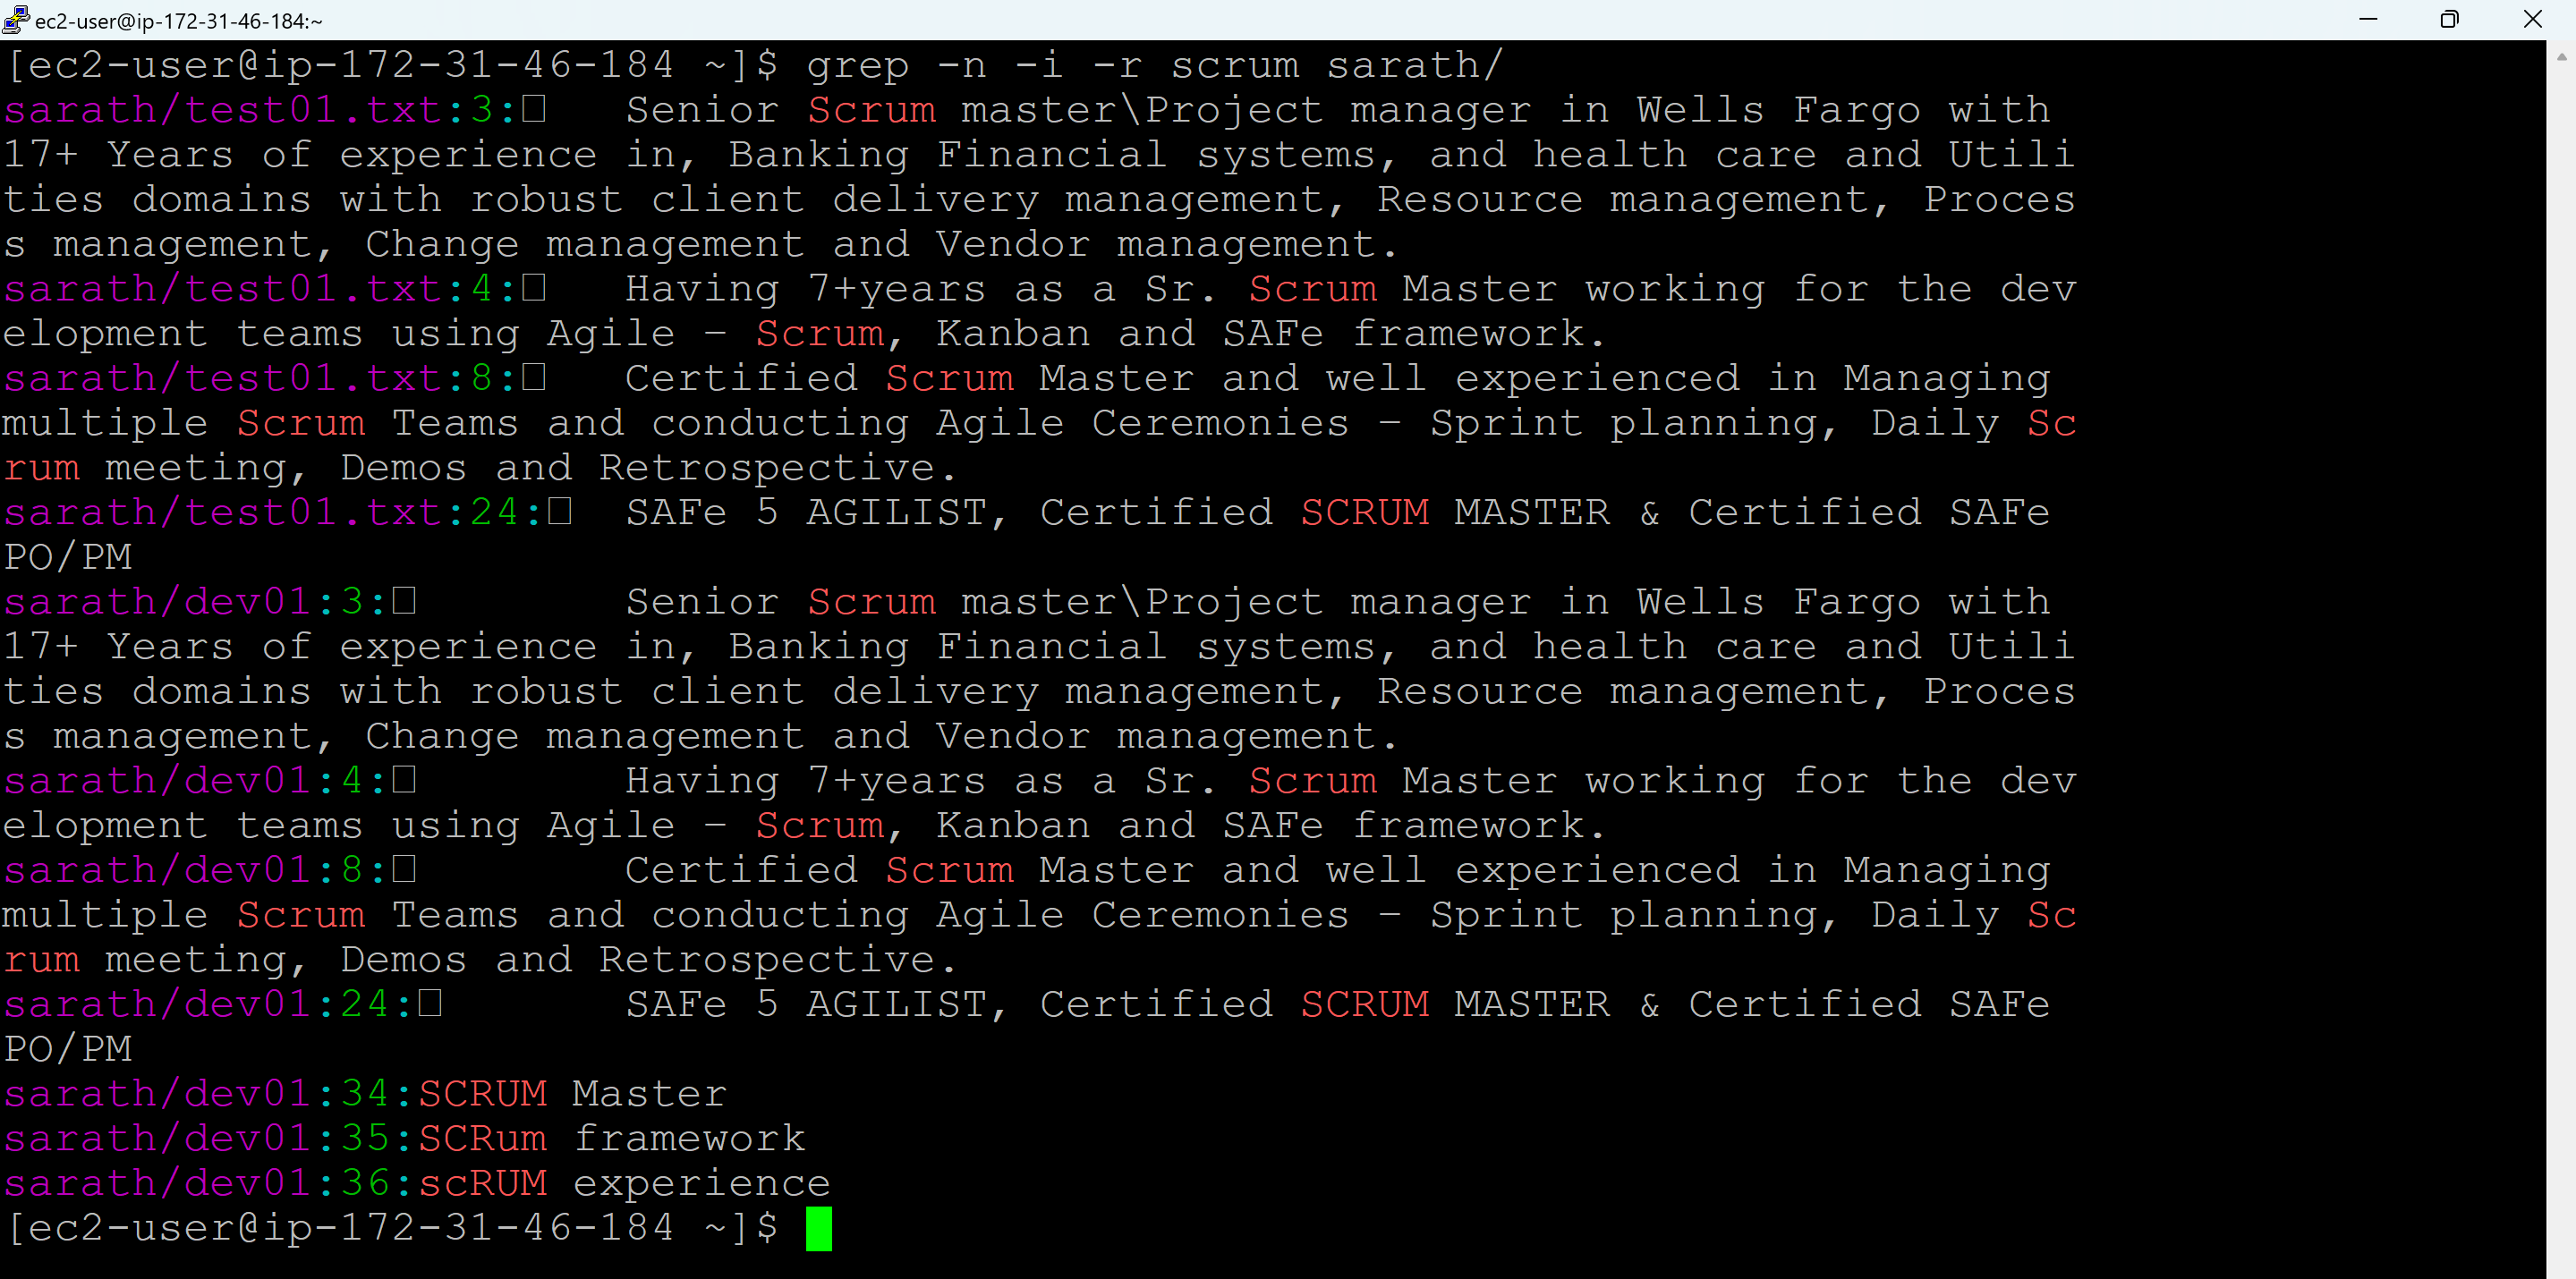 ec2-user@ip-172-31-46-184:~
[ec2-user@ip-172-31-46-184 ~]$ grep -n -i -r scrum sarath/
sarath/test01.txt:3:□   Senior Scrum master\Project manager in Wells Fargo with
17+ Years of experience in, Banking Financial systems, and health care and Utili
ties domains with robust client delivery management, Resource management, Proces
s management, Change management and Vendor management.
sarath/test01.txt:4:□   Having 7+years as a Sr. Scrum Master working for the dev
elopment teams using Agile – Scrum, Kanban and SAFe framework.
sarath/test01.txt:8:□   Certified Scrum Master and well experienced in Managing
multiple Scrum Teams and conducting Agile Ceremonies – Sprint planning, Daily Sc
rum meeting, Demos and Retrospective.
sarath/test01.txt:24:□  SAFe 5 AGILIST, Certified SCRUM MASTER & Certified SAFe
PO/PM
sarath/dev01:3:□        Senior Scrum master\Project manager in Wells Fargo with
17+ Years of experience in, Banking Financial systems, and health care and Utili
ties domains with robust client delivery management, Resource management, Proces
s management, Change management and Vendor management.
sarath/dev01:4:□        Having 7+years as a Sr. Scrum Master working for the dev
elopment teams using Agile – Scrum, Kanban and SAFe framework.
sarath/dev01:8:□        Certified Scrum Master and well experienced in Managing
multiple Scrum Teams and conducting Agile Ceremonies – Sprint planning, Daily Sc
rum meeting, Demos and Retrospective.
sarath/dev01:24:□       SAFe 5 AGILIST, Certified SCRUM MASTER & Certified SAFe
PO/PM
sarath/dev01:34:SCRUM Master
sarath/dev01:35:SCRum framework
sarath/dev01:36:scRUM experience
[ec2-user@ip-172-31-46-184 ~]$